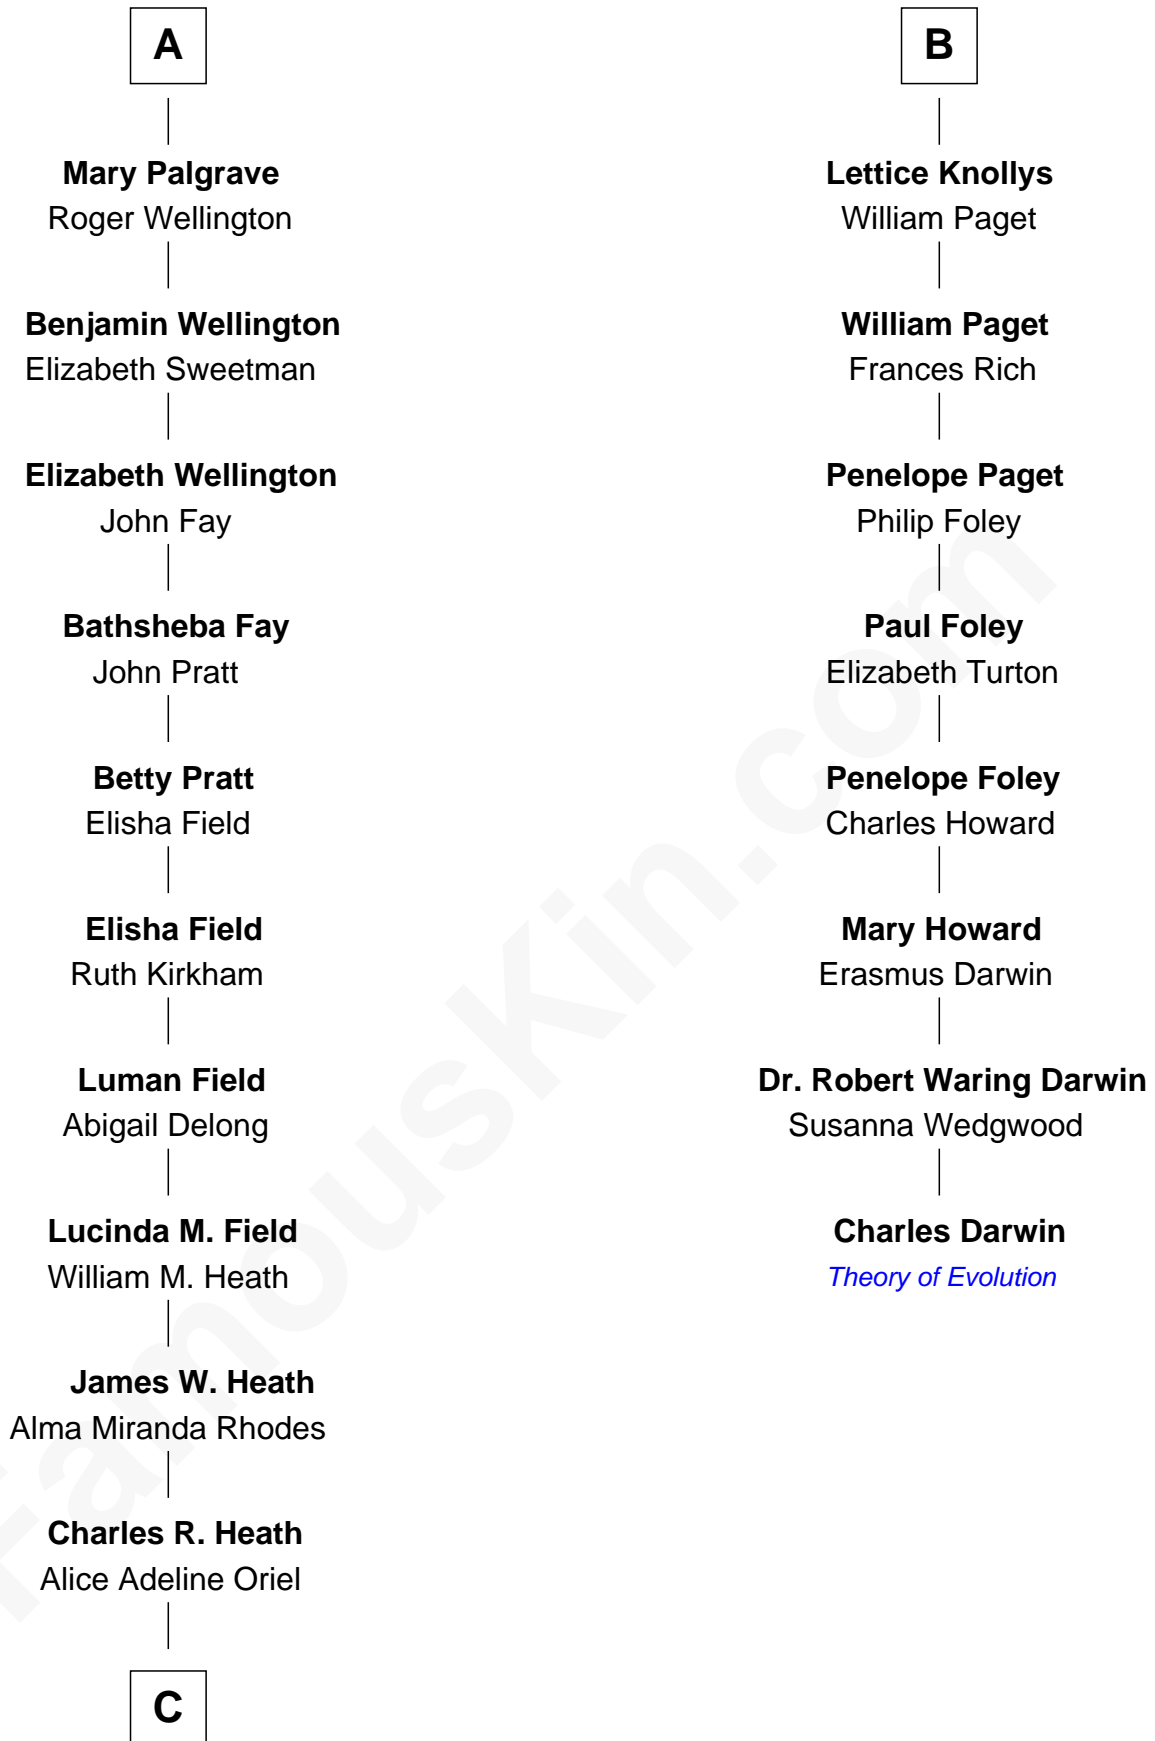 A
Mary Palgrave
Roger Wellington
Benjamin Wellington
Elizabeth Sweetman
Elizabeth Wellington
John Fay
Bathsheba Fay
John Pratt
Betty Pratt
Elisha Field
Elisha Field
Ruth Kirkham
Luman Field
Abigail Delong
Lucinda M. Field
William M. Heath
James W. Heath
Alma Miranda Rhodes
Charles R. Heath
Alice Adeline Oriel
C
B
Lettice Knollys
William Paget
William Paget
Frances Rich
Penelope Paget
Philip Foley
Paul Foley
Elizabeth Turton
Penelope Foley
Charles Howard
Mary Howard
Erasmus Darwin
Dr. Robert Waring Darwin
Susanna Wedgwood
Charles Darwin
Theory of Evolution
FamousKin.com